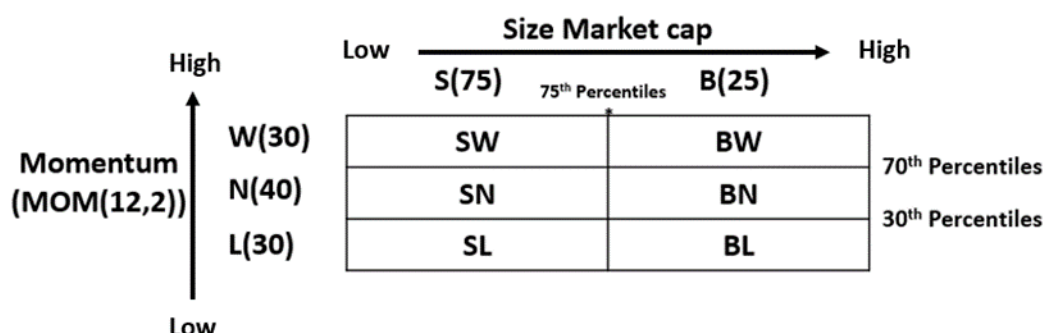 Size Market cap
Low
High
High
S(75)
75th Percentiles
B(25)
*
W(30)
SW
BW
70th Percentiles
Momentum
(MOM(12,2))
N(40)
SN
BN
30th Percentiles
L(30)
SL
BL
Low